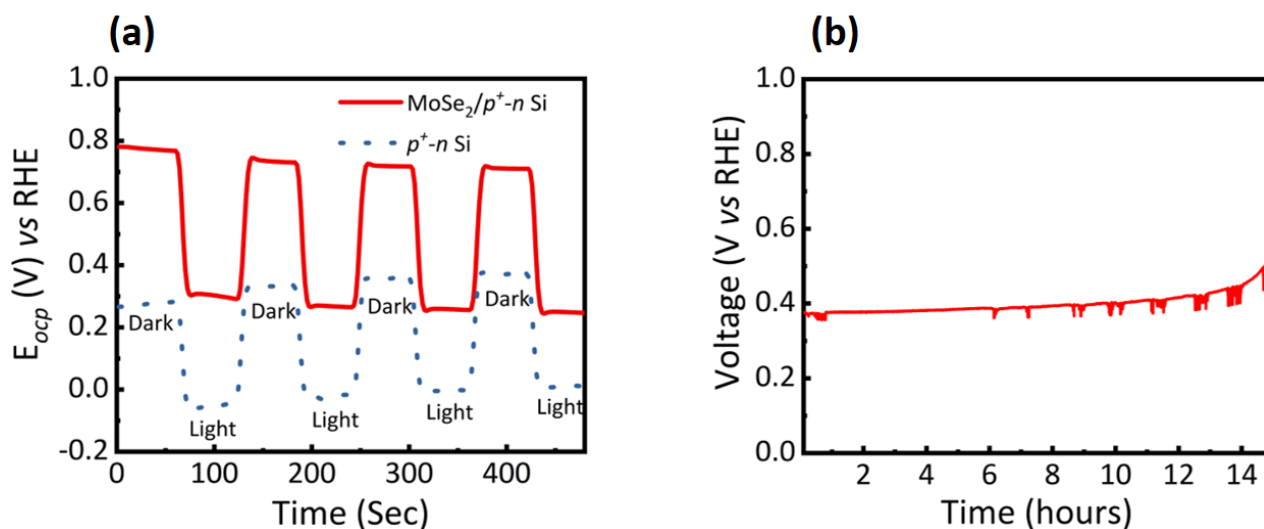 (a)
(b)
1.0
0.8
0.6
0.4
0.2
0.0
-0.2
E_ocp (V) vs RHE
MoSe₂/p⁺-n Si
p⁺-n Si
Dark
Dark
Dark
Dark
Light
Light
Light
Light
0
100
200
300
400
Time (Sec)
1.0
0.8
0.6
0.4
0.2
0.0
Voltage (V vs RHE)
2
4
6
8
10
12
14
Time (hours)